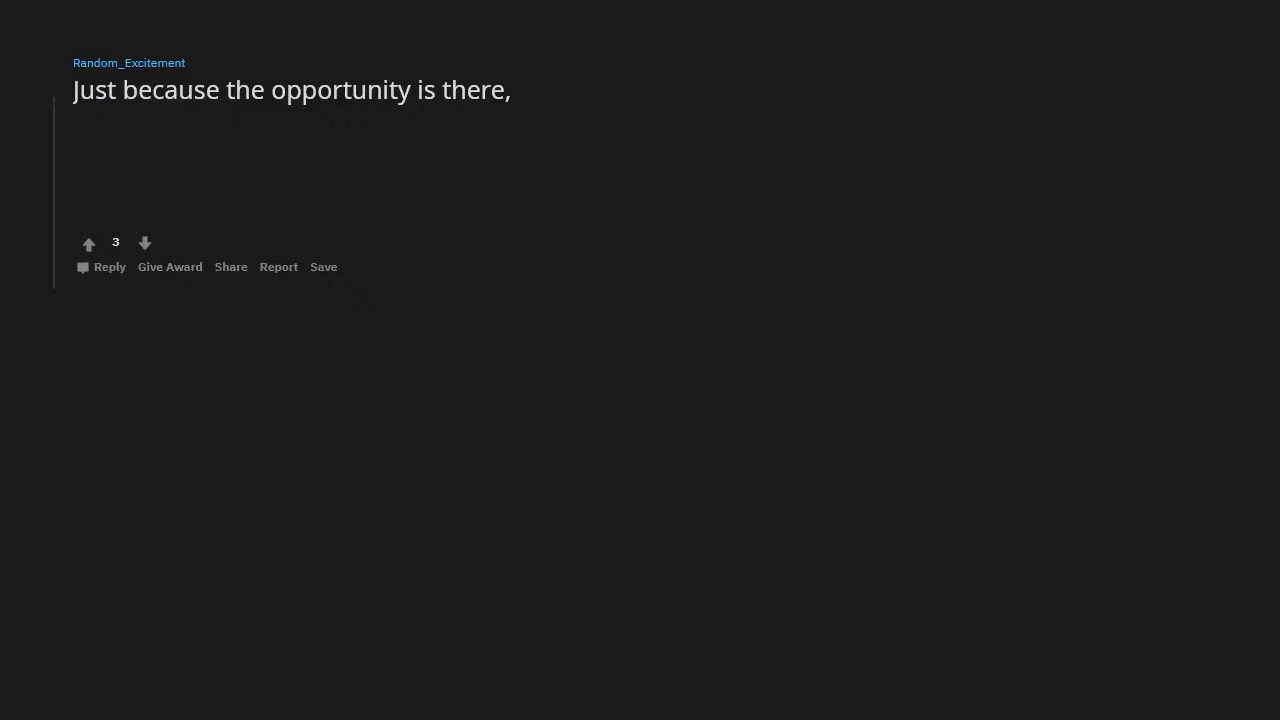 Random_Excitement
Just because the opportunity is there,
3
Reply Give Award Share Report Save